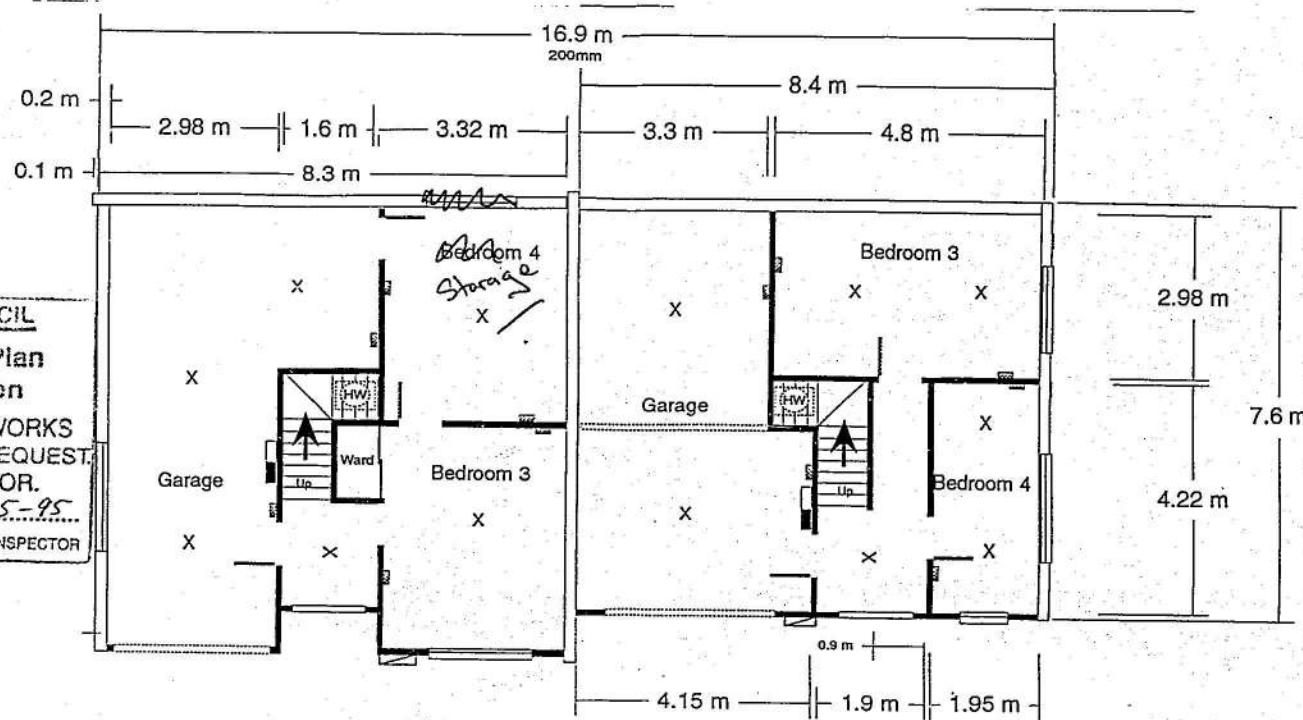 16.9 m
200mm
8.4 m
0.2 m
2.98 m
1.6 m
3.32 m
3.3 m
4.8 m
0.1 m
8.3 m
Bedroom 4
Storage
X
Bedroom 3
X
X
X
X
X
2.98 m
CIL
Plan
en
WORKS
EQUEST.
OR.
5-95
NSPECTOR
HW
HW
Garage
X
7.6 m
Garage
Ward
Up
Bedroom 3
Up
Bedroom 4
4.22 m
X
X
X
X
X
X
X
0.9 m
4.15 m
1.9 m
1.95 m